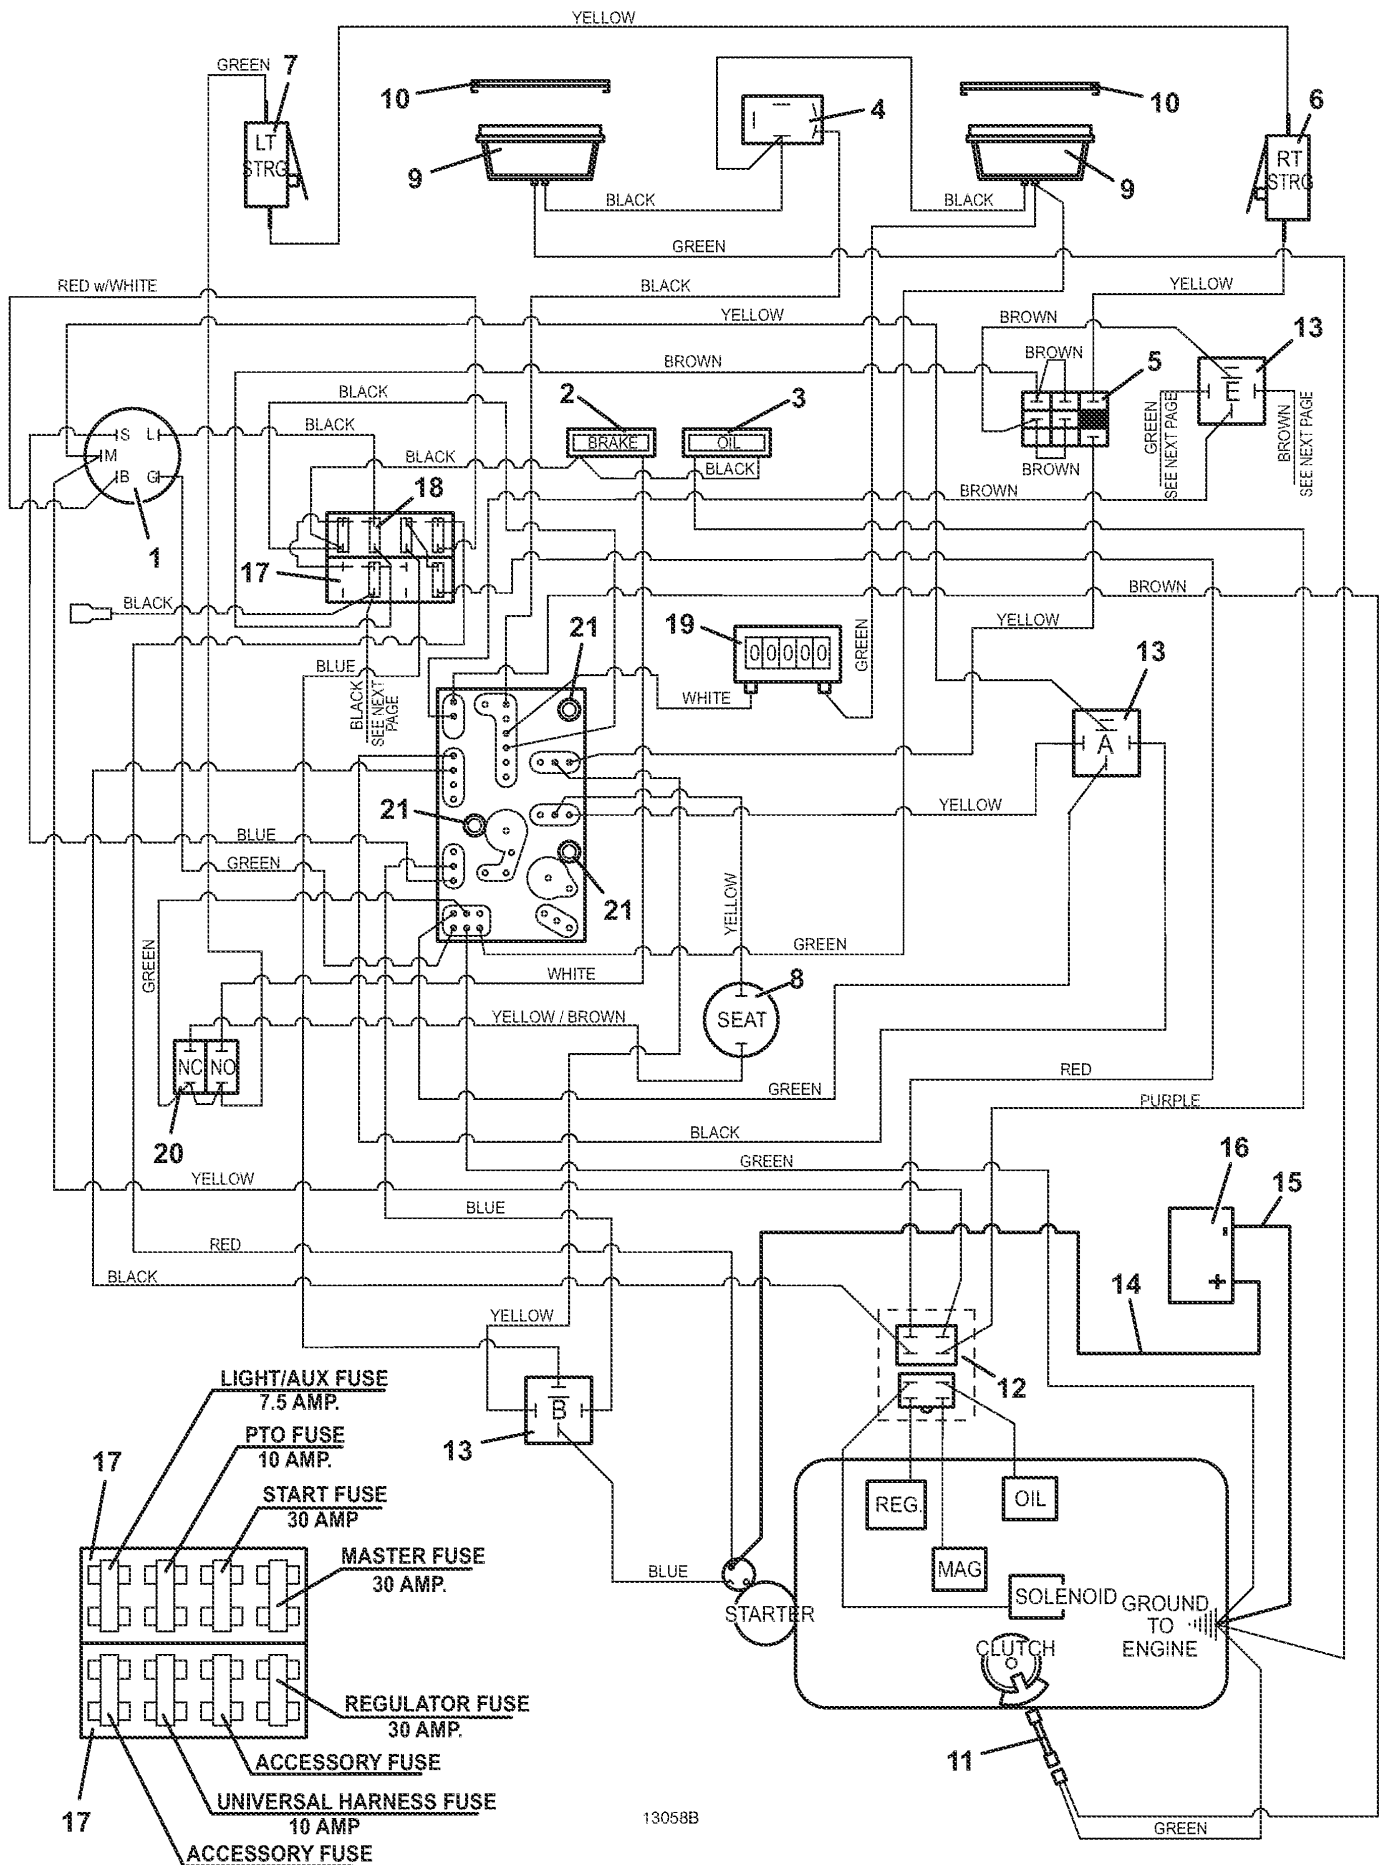 YELLOW
GREEN
7
10
4
10
6
LT
STRG
RT
STRG
9
9
BLACK
BLACK
GREEN
RED w/WHITE
BLACK
YELLOW
YELLOW
BROWN
13
BROWN
BROWN
5
BLACK
2
3
E
S
L
M
B
G
BLACK
BRAKE
OIL
BLACK
BLACK
BROWN
GREEN
SEE NEXT PAGE
BROWN
SEE NEXT PAGE
BROWN
18
1
17
BLACK
BROWN
YELLOW
19
00000
GREEN
21
BLUE
BLACK
SEE NEXT
PAGE
WHITE
13
A
21
YELLOW
BLUE
GREEN
21
YELLOW
GREEN
GREEN
WHITE
8
SEAT
YELLOW / BROWN
NC
NO
RED
GREEN
PURPLE
20
BLACK
GREEN
16
15
YELLOW
BLUE
-
RED
+
BLACK
14
YELLOW
12
B
13
LIGHT/AUX FUSE
7.5 AMP.
PTO FUSE
10 AMP.
17
START FUSE
30 AMP
MASTER FUSE
30 AMP.
REG.
OIL
MAG
BLUE
SOLENOID
STARTER
GROUND
TO
ENGINE
CLUTCH
REGULATOR FUSE
30 AMP.
11
ACCESSORY FUSE
UNIVERSAL HARNESS FUSE
10 AMP
17
ACCESSORY FUSE
13058B
GREEN